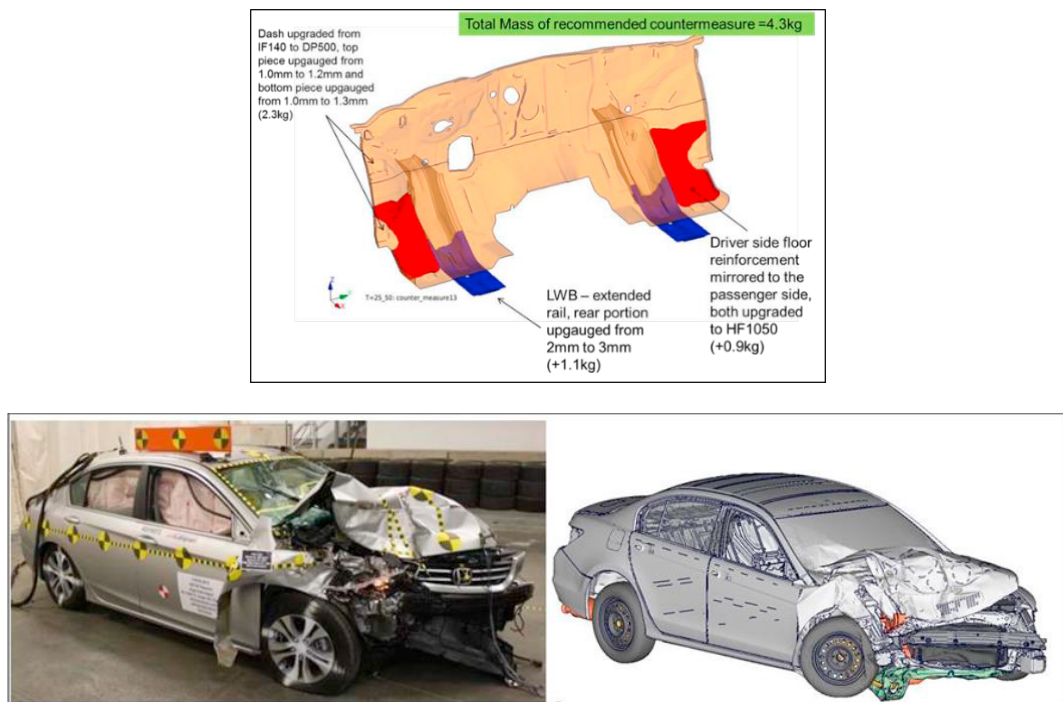 Total Mass of recommended countermeasure =4.3kg
Dash upgraded from
IF140 to DP500, top
piece upgauged from
1.0mm to 1.2mm and
bottom piece upgauged
from 1.0mm to 1.3mm
(2.3kg)
Driver side floor
reinforcement
mirrored to the
passenger side,
both upgraded
to HF1050
(+0.9kg)
T=25_50: counter_measure13
LWB – extended
rail, rear portion
upgauged from
2mm to 3mm
(+1.1kg)